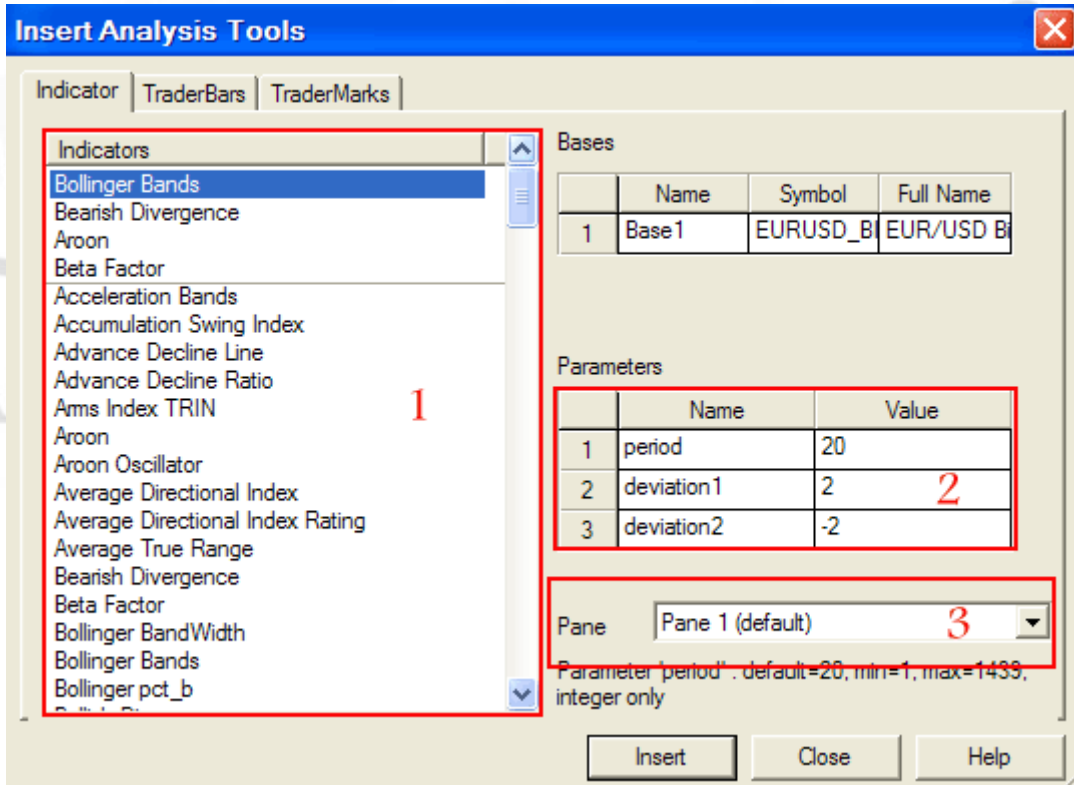 Insert Analysis Tools
Indicator TraderBars TraderMarks
Indicators
Bollinger Bands
Bearish Divergence
Aroon
Beta Factor
Acceleration Bands
Accumulation Swing Index
Advance Decline Line
Advance Decline Ratio
Arms Index TRIN
Aroon
Aroon Oscillator
Average Directional Index
Average Directional Index Rating
Average True Range
Bearish Divergence
Beta Factor
Bollinger BandWidth
Bollinger Bands
Bollinger pct_b
1
Bases
Name Symbol Full Name
1 Base1 EURUSD_BI EUR/USD Bi
Parameters
Name Value
1 period 20
2 deviation1 2
3 deviation2 -2
2
Pane Pane 1 (default)
3
Parameter 'period' : default=20, min=1, max=1439,
integer only
Insert Close Help